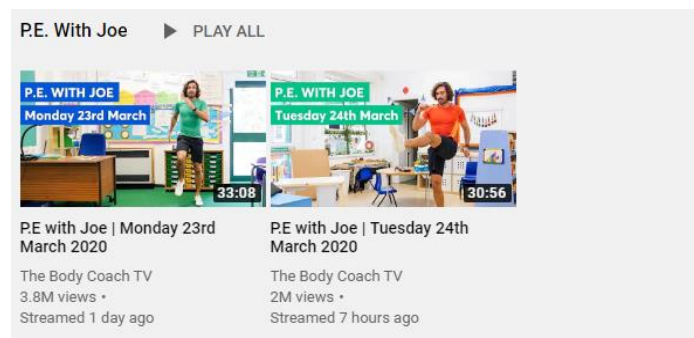 P.E. With Joe
PLAY ALL
P.E. WITH JOE
Monday 23rd March
33:08
P.E. WITH JOE
Tuesday 24th March
30:56
P.E with Joe | Monday 23rd
March 2020
The Body Coach TV
3.8M views •
Streamed 1 day ago
P.E with Joe | Tuesday 24th
March 2020
The Body Coach TV
2M views •
Streamed 7 hours ago